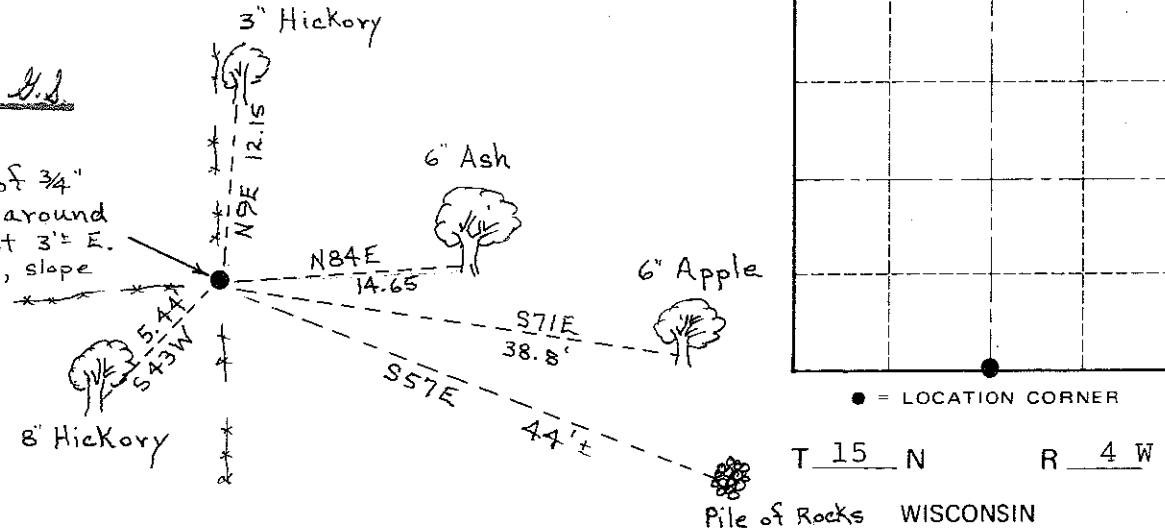 3" Hickory
G.S.
of 3/4"
around
t 3'± E.
, slope
N9E 12.15
6" Ash
N84E
14.65
6" Apple
S71E
38.8'
S57E
44'±
5.44
S43W
8" Hickory
Pile of Rocks
● = LOCATION CORNER
T 15 N R 4 W
WISCONSIN